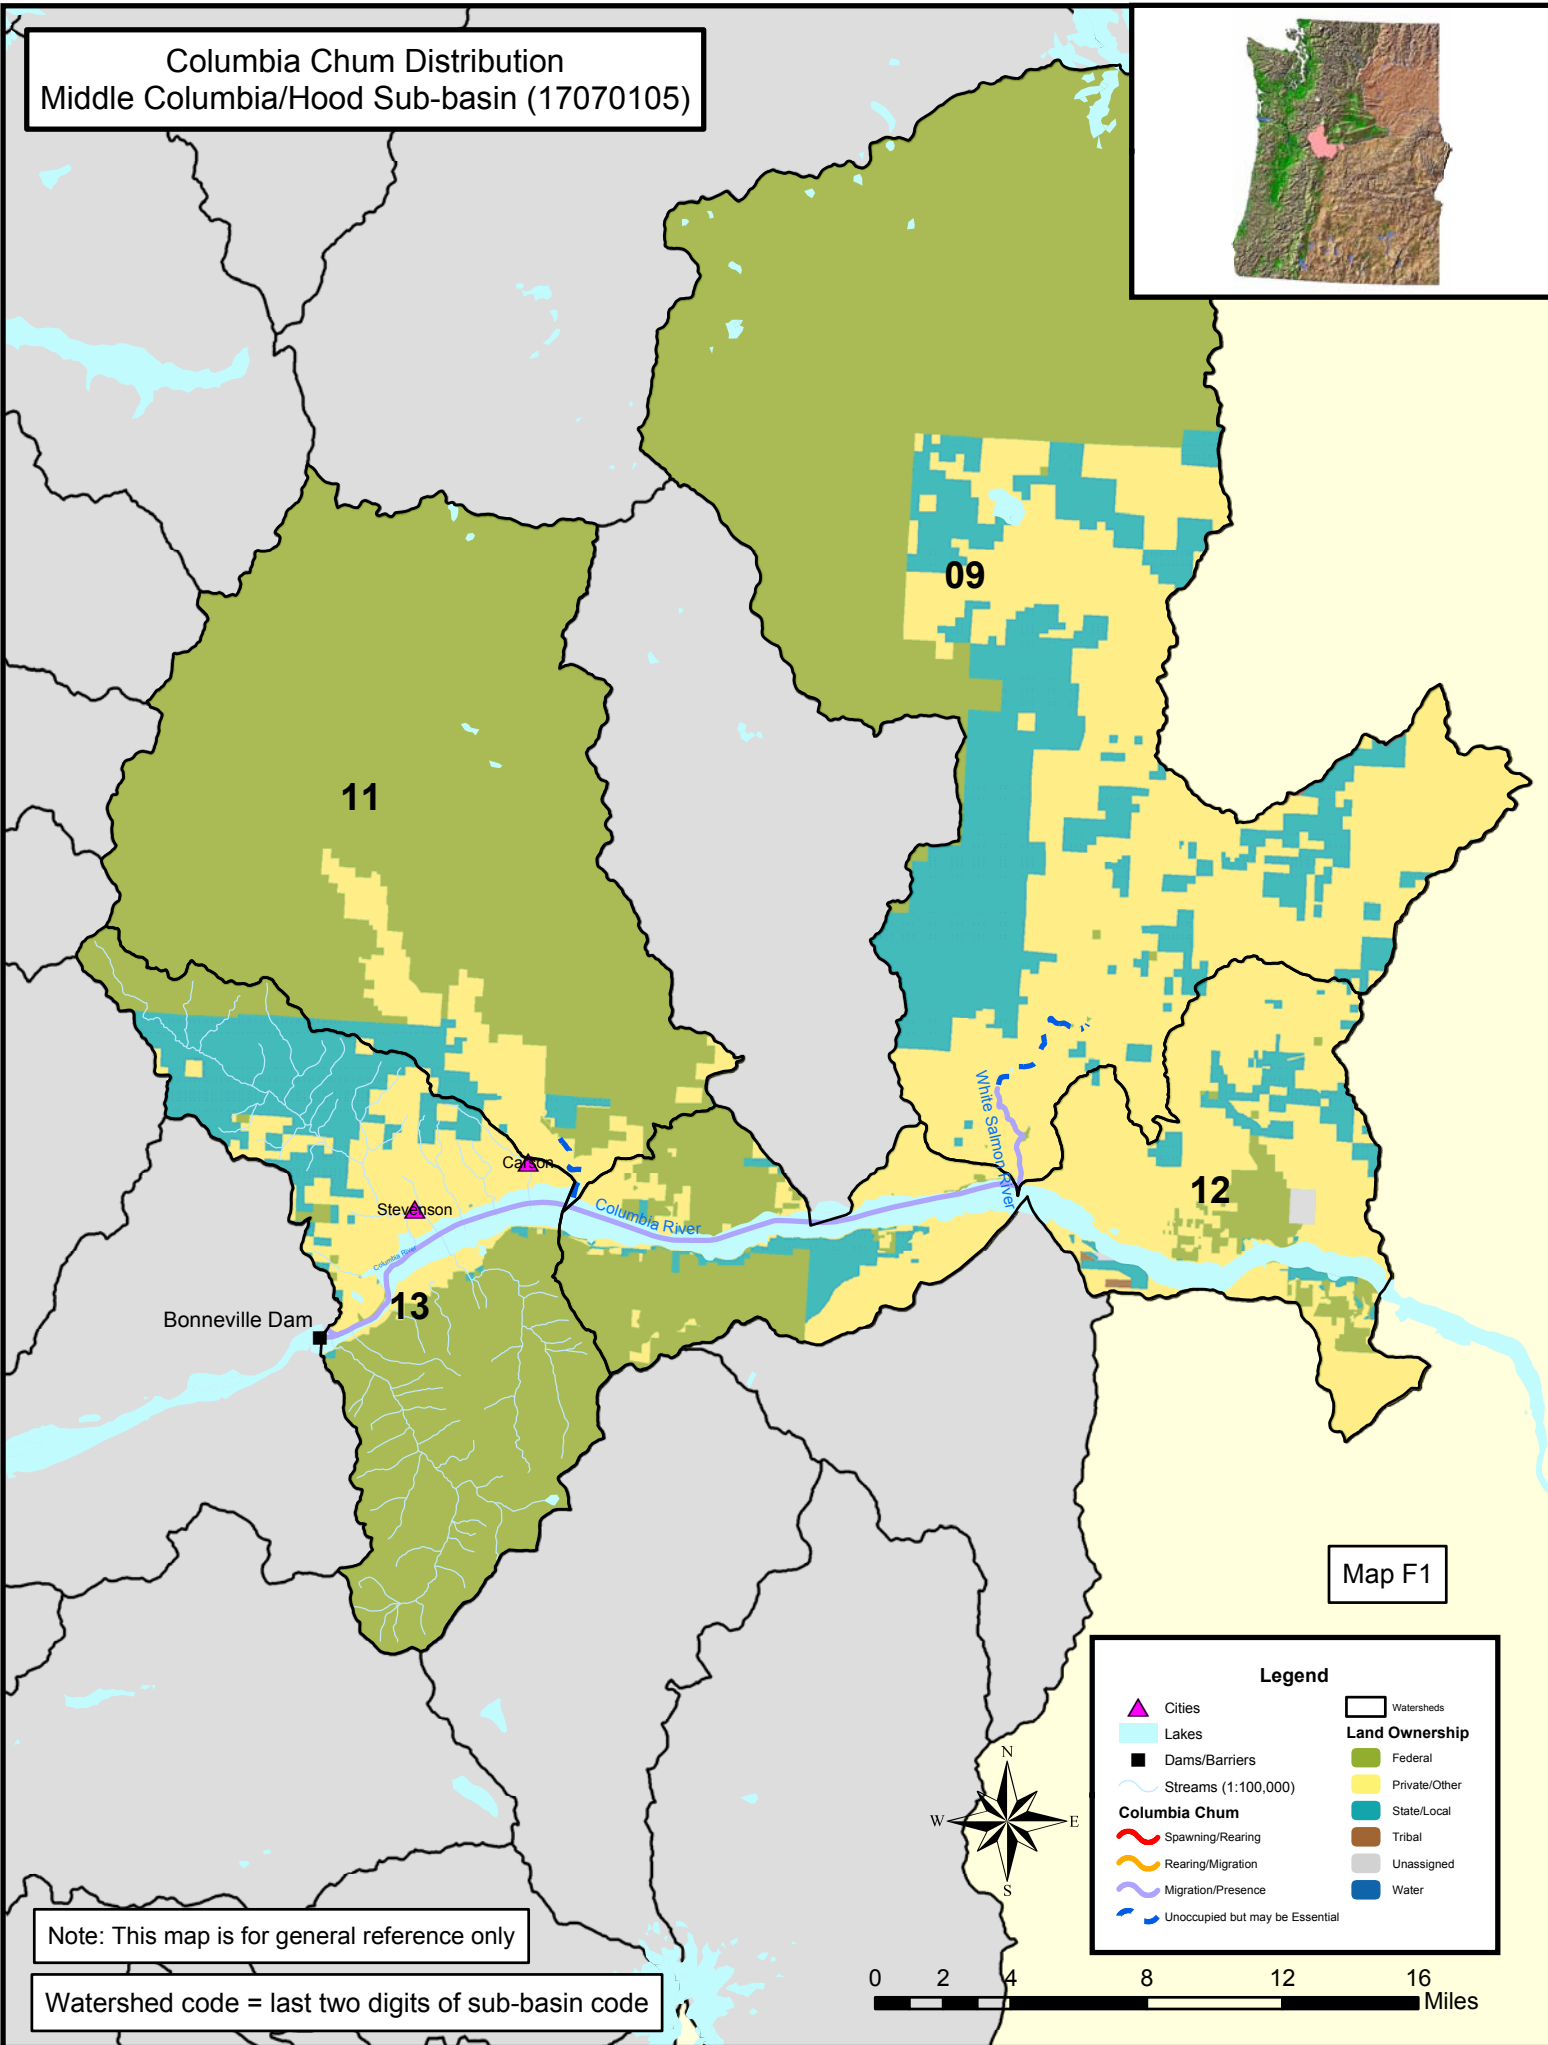 Columbia Chum Distribution
Middle Columbia/Hood Sub-basin (17070105)
09
11
White Salmon River
Carson
12
Stevenson
Columbia River
Columbia River
13
Bonneville Dam
Map F1
Legend
Cities
Lakes
Dams/Barriers
Streams (1:100,000)
Columbia Chum
Spawning/Rearing
Rearing/Migration
Migration/Presence
Unoccupied but may be Essential
Watersheds
Land Ownership
Federal
Private/Other
State/Local
Tribal
Unassigned
Water
N
W E
S
Note: This map is for general reference only
Watershed code = last two digits of sub-basin code
0 2 4 8 12 16
Miles